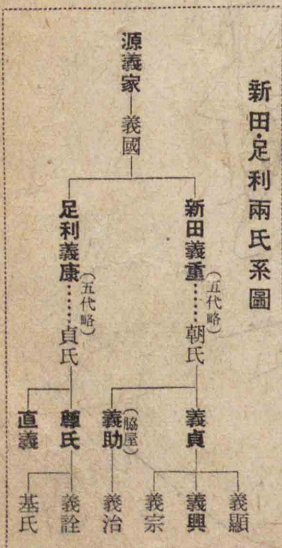 新田・足利兩氏系圖
源義家—義國
新田義重……朝氏
(五代略)
足利義康……貞氏
(五代略)
義貞
(脇屋)
義助
尊氏
直義
義顯
義興
義宗
義治
義詮
基氏